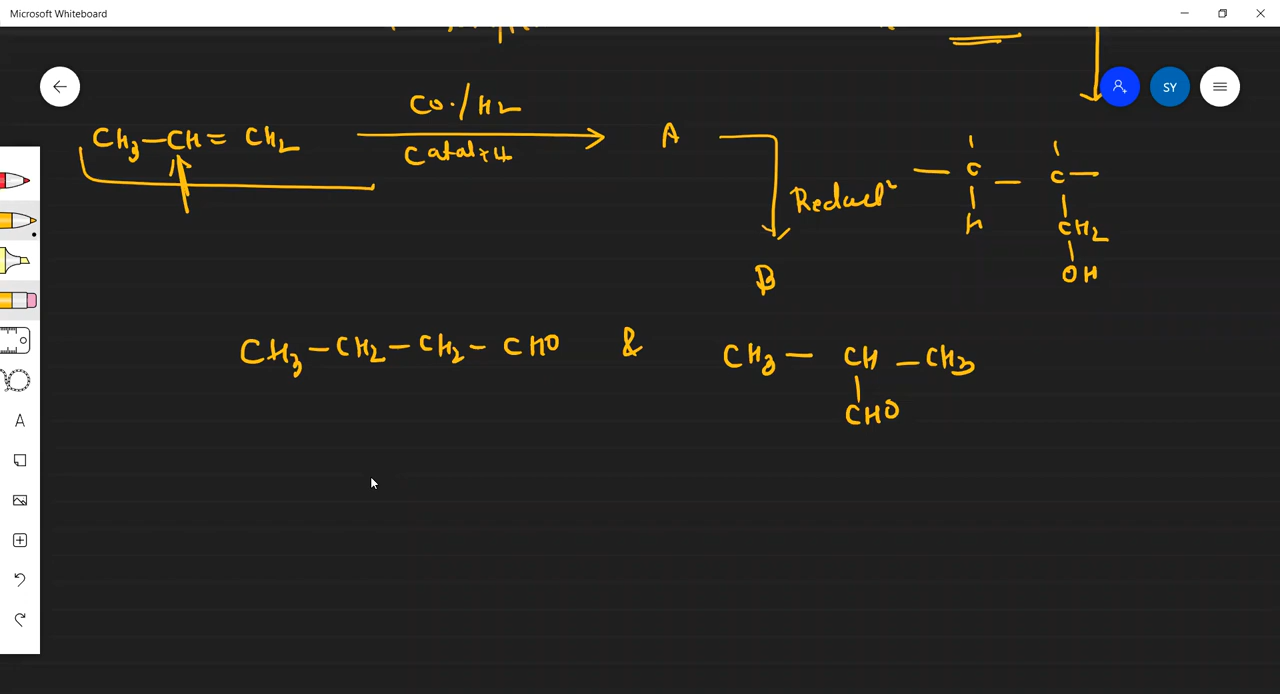 Microsoft Whiteboard
SY
CH3—CH=CH2
CO./H2
A
Reduct
—C—C—
H
CH2
OH
B
CH3—CH2—CH2—CHO & CH3—CH—CH3
CHO
A